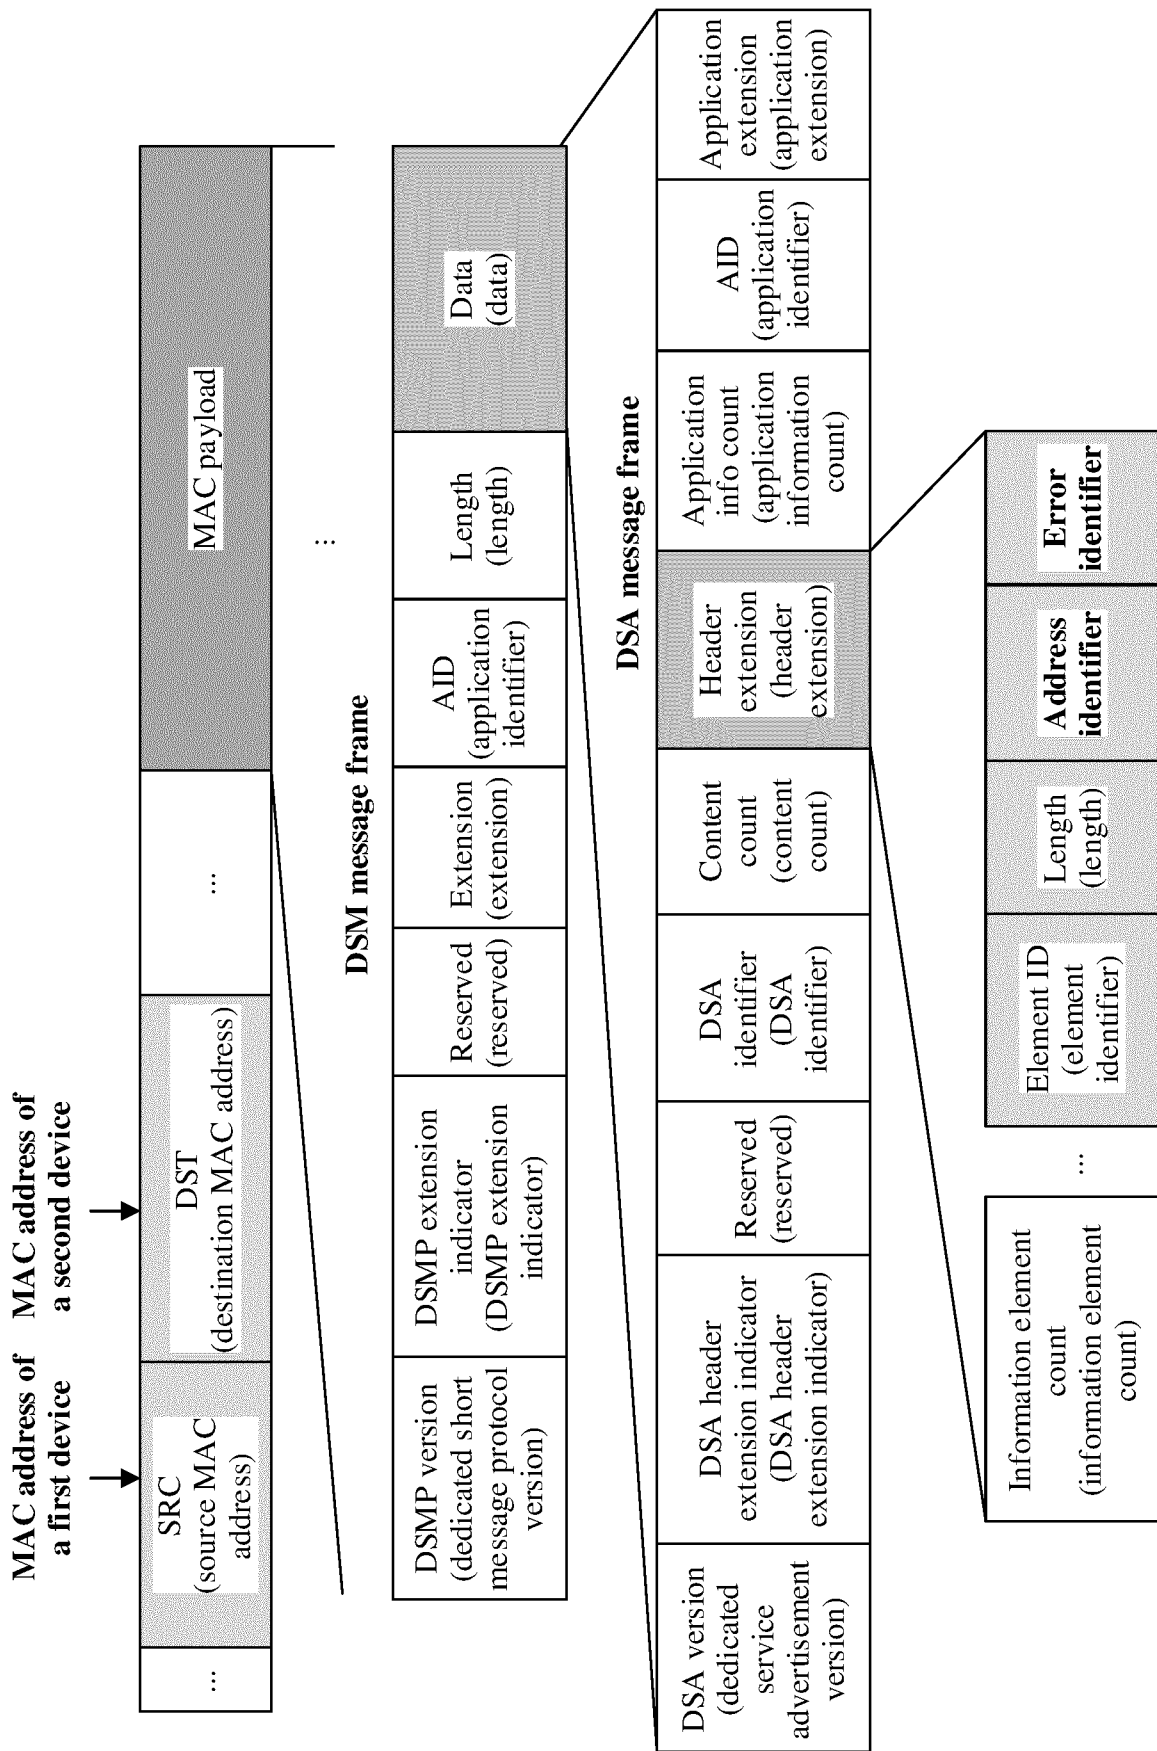 MAC address of
a first device
MAC address of
a second device
...
SRC
(source MAC
address)
DST
(destination MAC address)
...
MAC payload
...
DSM message frame
DSMP version
(dedicated short
message protocol
version)
DSMP extension
indicator
(DSMP extension
indicator)
Reserved
(reserved)
Extension
(extension)
AID
(application
identifier)
Length
(length)
Data
(data)
DSA message frame
DSA version
(dedicated
service
advertisement
version)
DSA header
extension indicator
(DSA header
extension indicator)
Reserved
(reserved)
DSA
identifier
(DSA
identifier)
Content
count
(content
count)
Header
extension
(header
extension)
Application
info count
(application
information
count)
AID
(application
identifier)
Application
extension
(application
extension)
Information element
count
(information element
count)
...
Element ID
(element
identifier)
Length
(length)
Address
identifier
Error
identifier